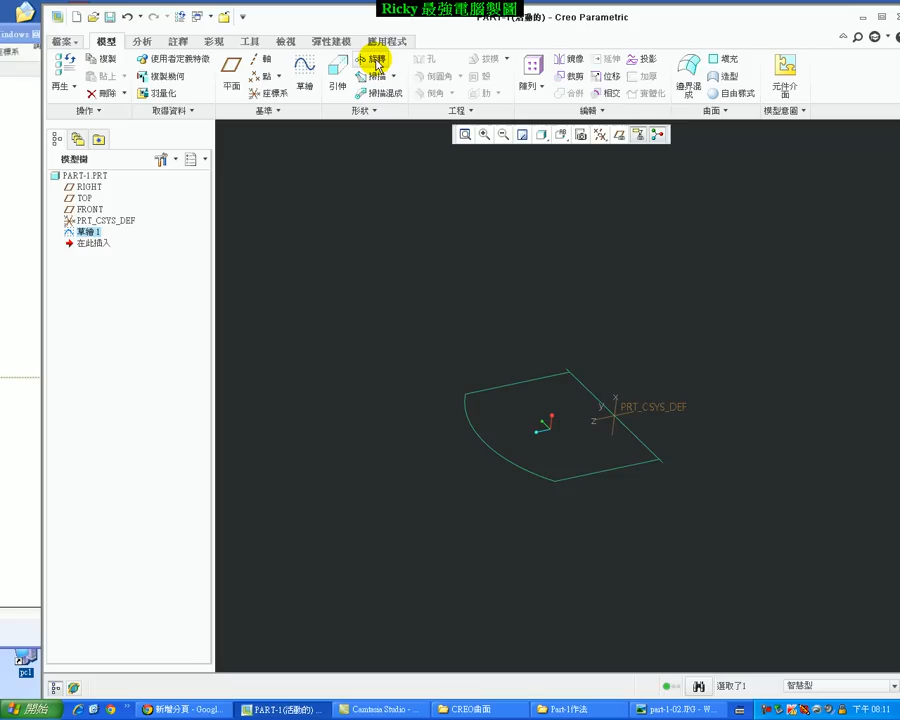 Ricky 最強電腦製圖
PART-1(活動的) - Creo Parametric
檔案 模型 分析 註釋 彩現 工具 檢視 彈性建模 應用程式
再生 複製 貼上 刪除 使用指定義特徵 複製幾何 羽量化 平面 軸 點 座標系 草繪 引伸 旋轉 掃描 掃描混成 孔 倒圓角 倒角 拔模 殼 肋 陣列 鏡像 裁剪 合併 延伸 位移 相交 投影 加厚 實體化 邊界混成 填充 造型 自由樣式 元件介面
操作 取得資料 基準 形狀 工程 編輯 曲面 模型意圖
模型樹
PART-1.PRT
RIGHT
TOP
FRONT
PRT_CSYS_DEF
草繪 1
在此插入
x
y
z
PRT_CSYS_DEF
pc1
選取了1
智慧型
開始
新增分頁 - Googl...
PART-1(活動的) ...
Camtasia Studio - ...
CREO曲面
Part-1作法
part-1-02.JPG - W...
下午 08:11